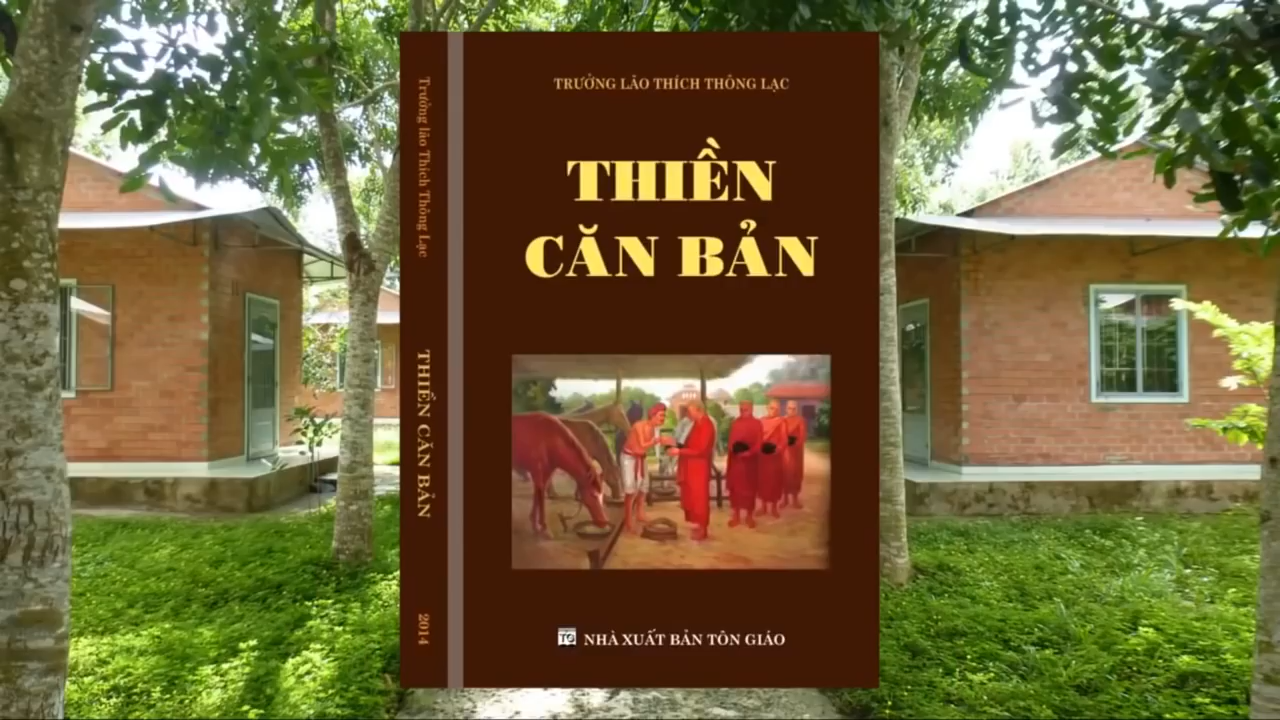 Trưởng lão Thích Thông Lạc
THIỀN CĂN BẢN
2014
TRƯỞNG LÃO THÍCH THÔNG LẠC
THIỀN
CĂN BẢN
TG
NHÀ XUẤT BẢN TÔN GIÁO